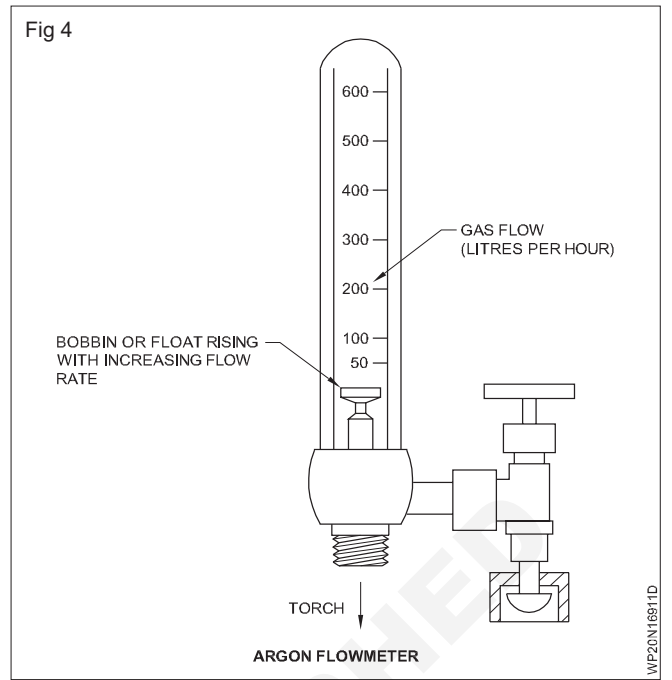 Fig 4
600
500
400
300
200
100
50
GAS FLOW
(LITRES PER HOUR)
BOBBIN OR FLOAT RISING
WITH INCREASING FLOW
RATE
TORCH
ARGON FLOWMETER
WP20N16911D